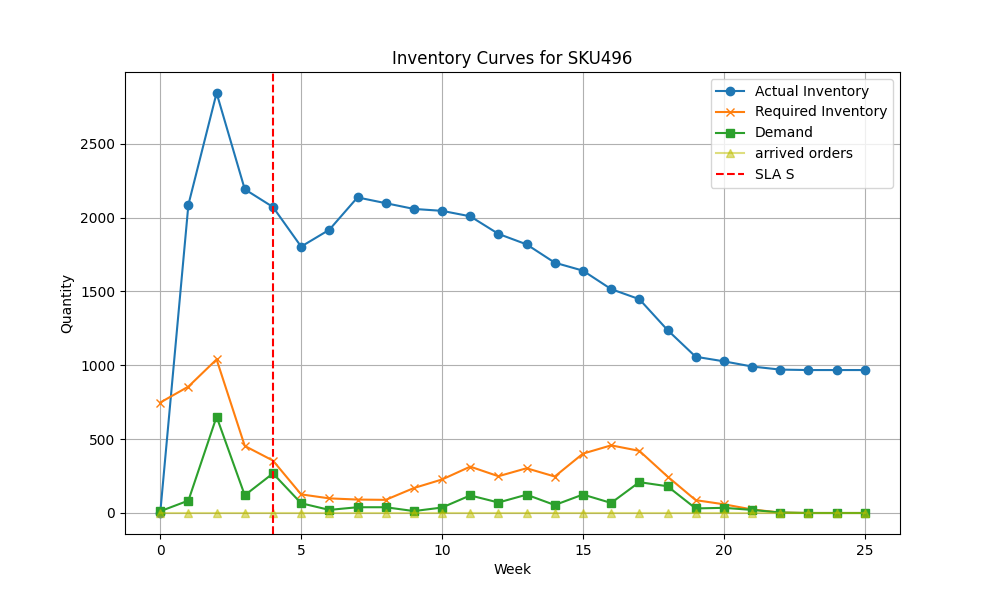 Inventory Curves for SKU496
Actual Inventory
Required Inventory
Demand
arrived orders
SLA S
Quantity
2500
2000
1500
1000
500
0
0 5 10 15 20 25
Week